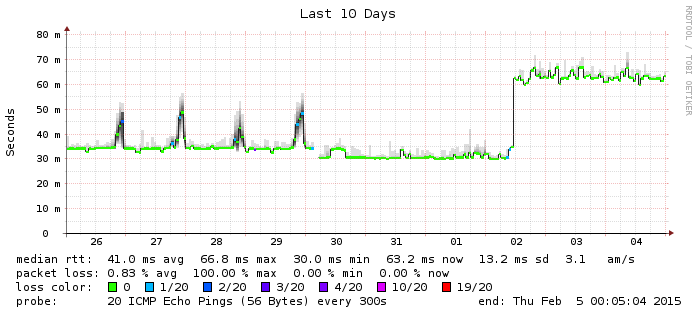 Last 10 Days
RRDTOOL / TOBI OETIKER
Seconds
80 m
70 m
60 m
50 m
40 m
30 m
20 m
10 m
0
26 27 28 29 30 31 01 02 03 04
median rtt: 41.0 ms avg 66.8 ms max 30.0 ms min 63.2 ms now 13.2 ms sd 3.1 am/s
packet loss: 0.83 % avg 100.00 % max 0.00 % min 0.00 % now
loss color: 0 1/20 2/20 3/20 4/20 10/20 19/20
probe: 20 ICMP Echo Pings (56 Bytes) every 300s end: Thu Feb 5 00:05:04 2015